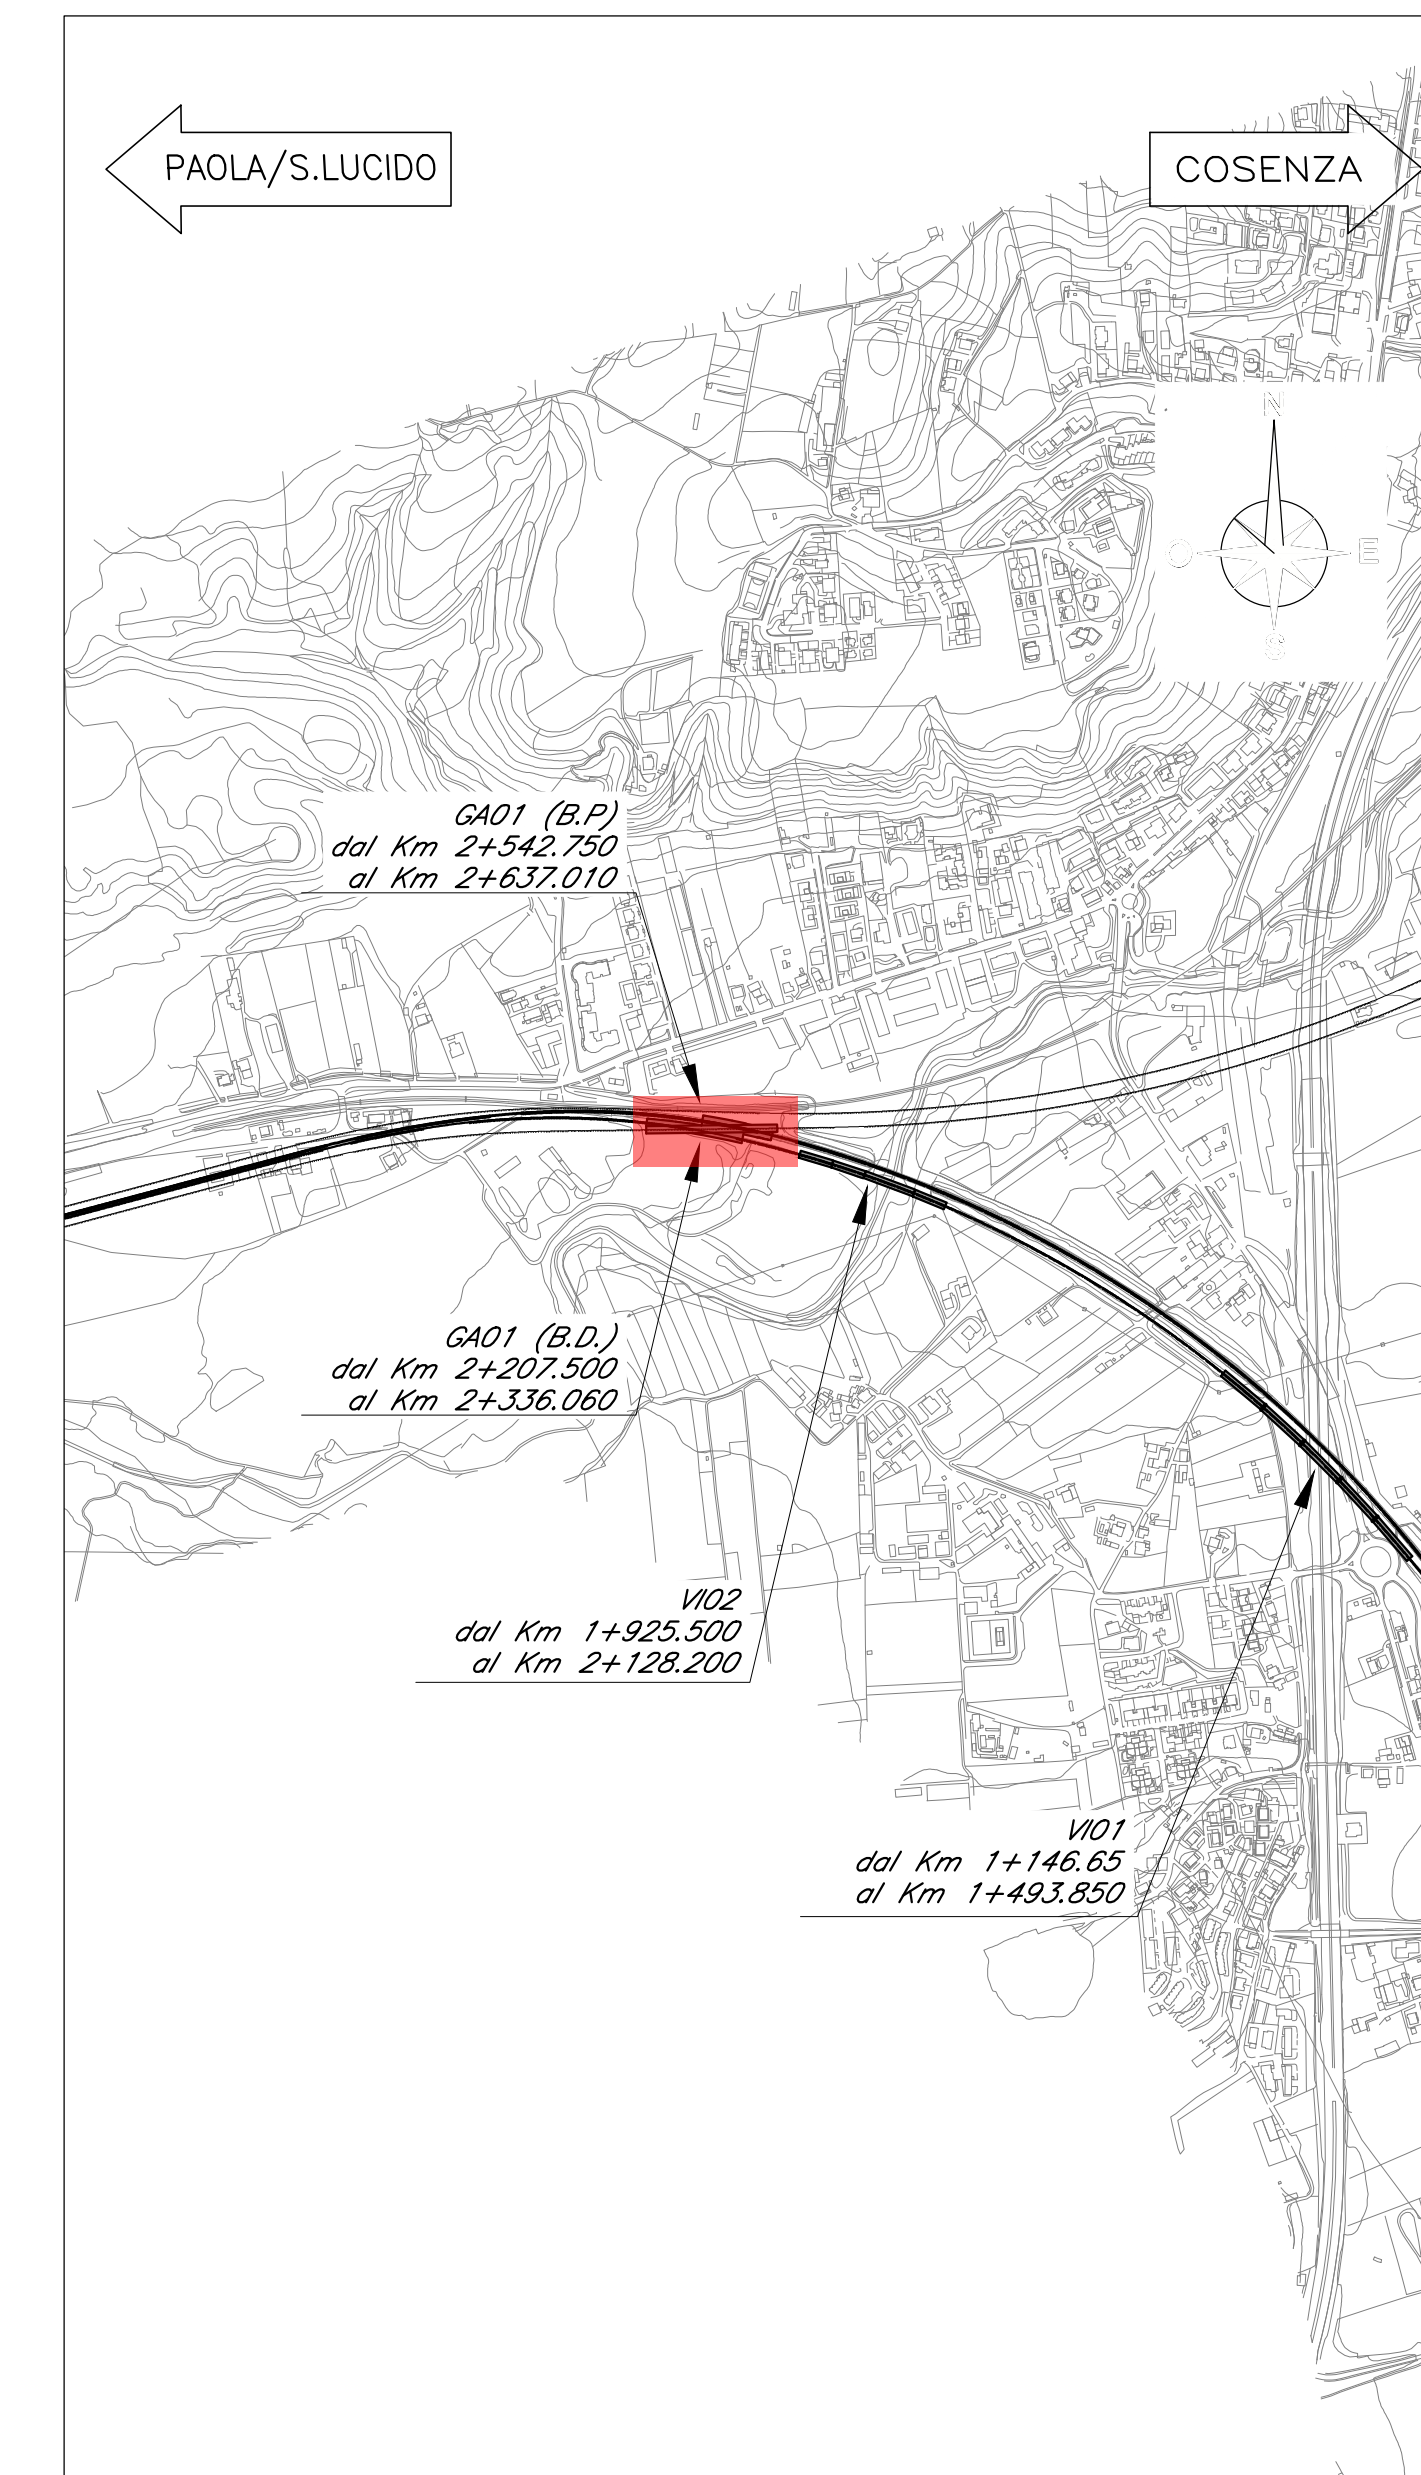 PAOLA/S.LUCIDO
COSENZA
N
O
E
S
GA01 (B.P)
dal Km 2+542.750
al Km 2+637.010
GA01 (B.D.)
dal Km 2+207.500
al Km 2+336.060
VI02
dal Km 1+925.500
al Km 2+128.200
VI01
dal Km 1+146.65
al Km 1+493.850